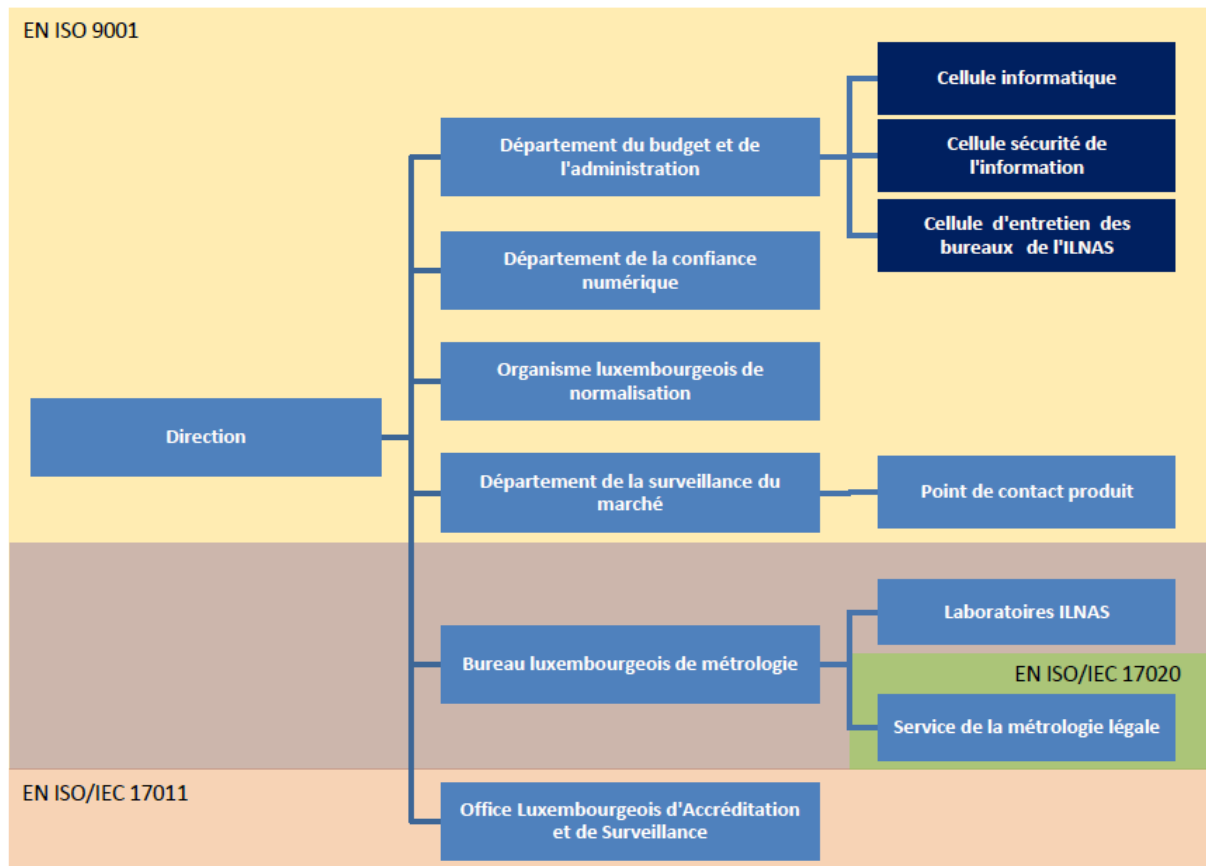 EN ISO 9001
Cellule informatique
Département du budget et de
l'administration
Cellule sécurité de
l'information
Cellule d'entretien des
bureaux de l'ILNAS
Département de la confiance
numérique
Organisme luxembourgeois de
normalisation
Direction
Département de la surveillance du
marché
Point de contact produit
Laboratoires ILNAS
Bureau luxembourgeois de métrologie
EN ISO/IEC 17020
Service de la métrologie légale
EN ISO/IEC 17011
Office Luxembourgeois d'Accréditation
et de Surveillance